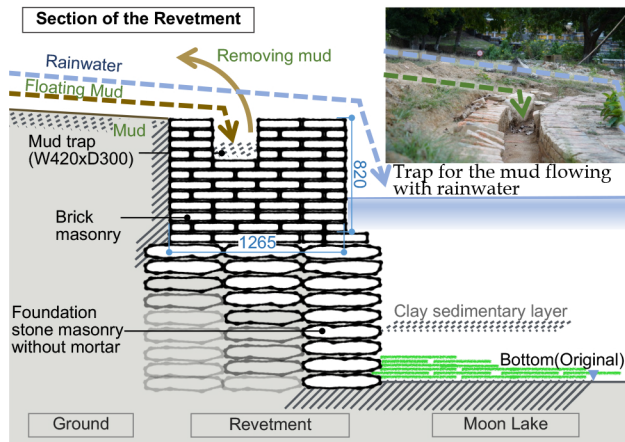 Section of the Revetment
Removing mud
Rainwater
Floating Mud
Mud
Mud trap
(W420xD300)
Trap for the mud flowing
with rainwater
820
Brick
masonry
1265
Foundation
stone masonry
without mortar
Clay sedimentary layer
Bottom(Original)
Ground
Revetment
Moon Lake